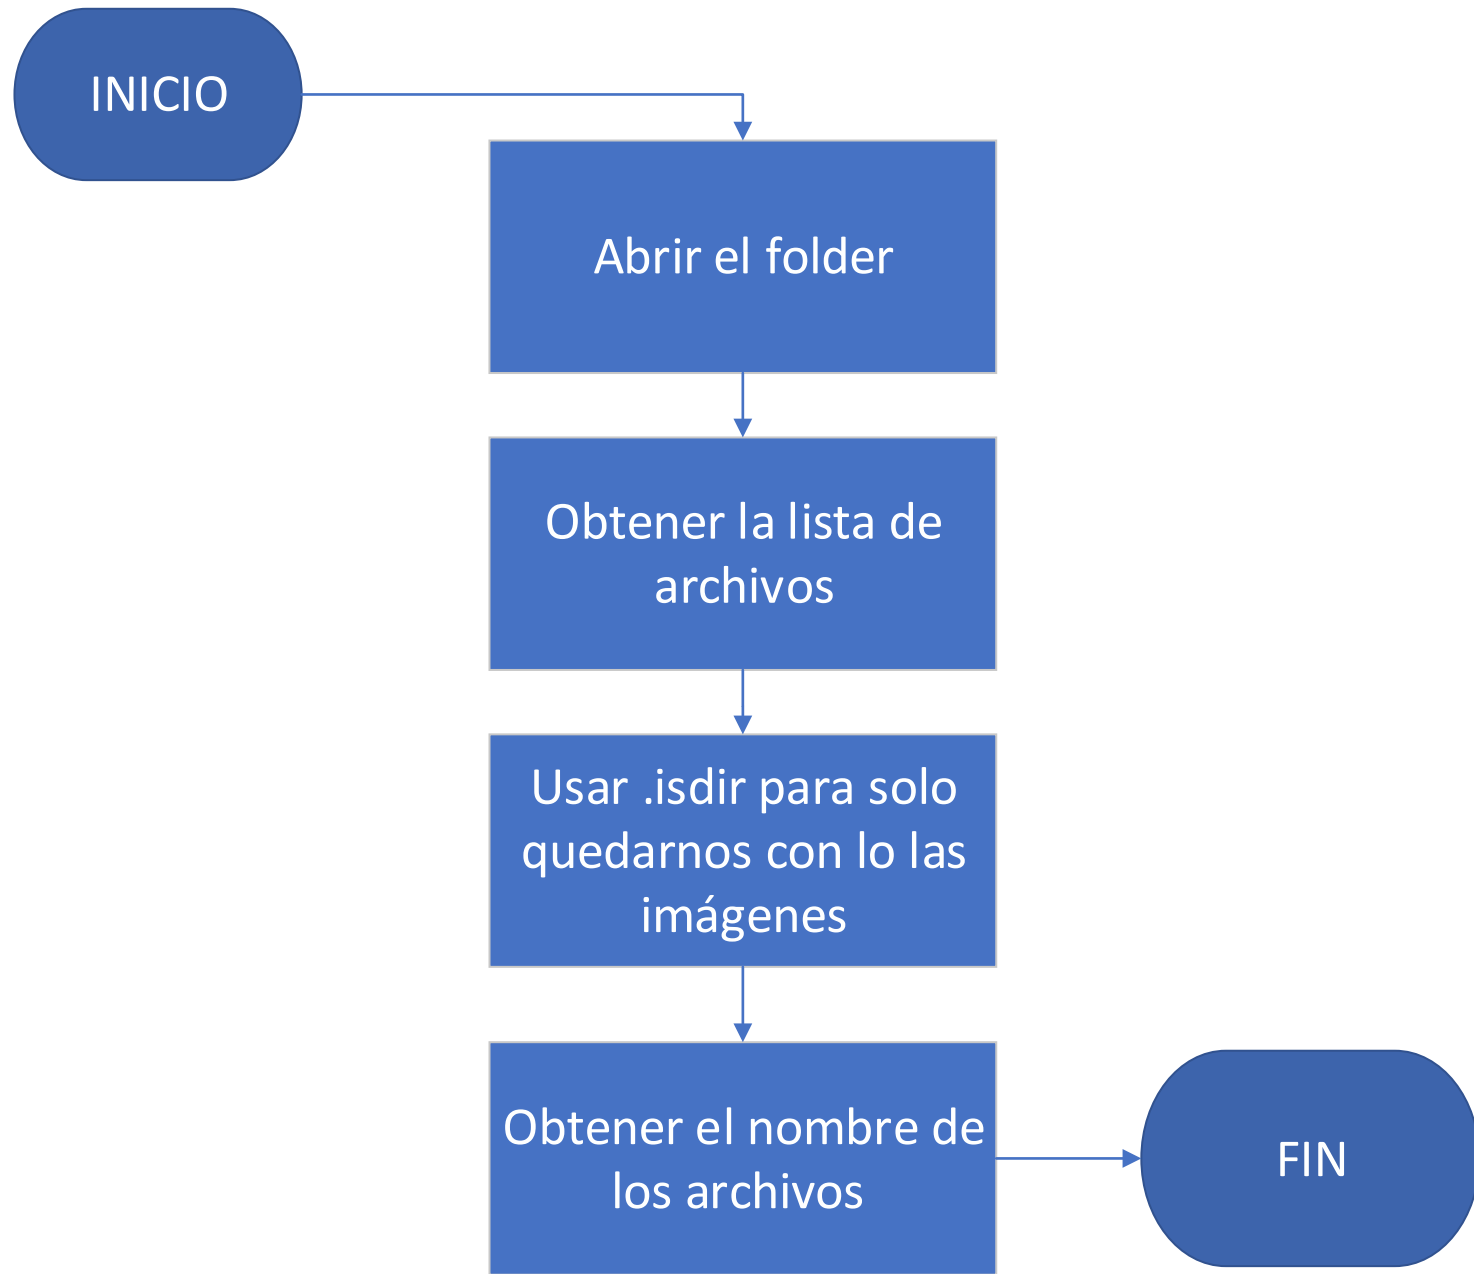 INICIO
Abrir el folder
Obtener la lista de
archivos
Usar .isdir para solo
quedarnos con lo las
imágenes
Obtener el nombre de
los archivos
FIN